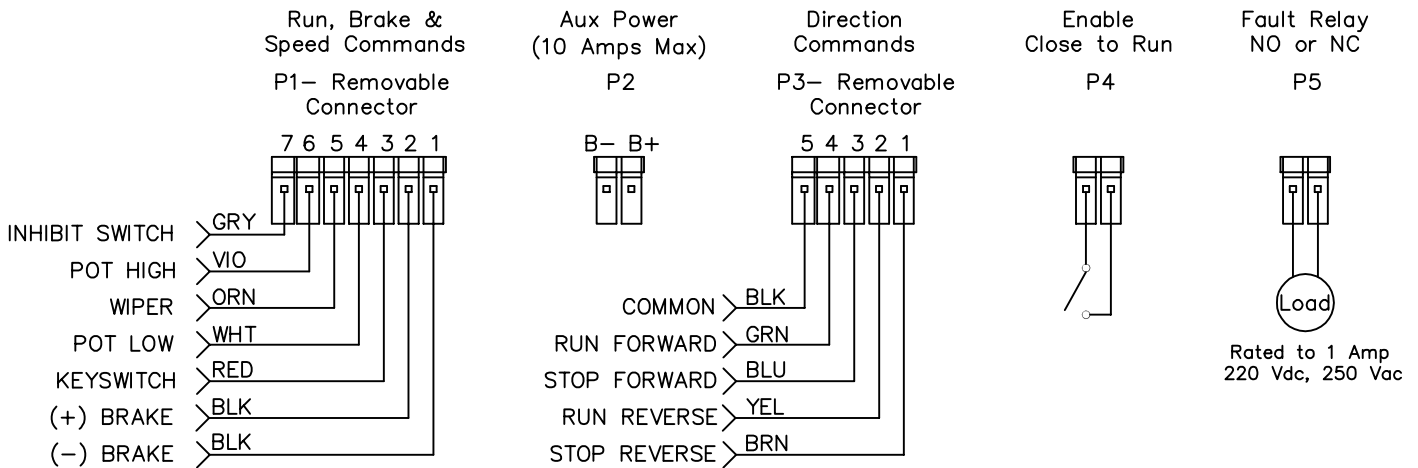 Run, Brake &
Speed Commands
P1– Removable
Connector
7 6 5 4 3 2 1
INHIBIT SWITCH GRY
POT HIGH VIO
WIPER ORN
POT LOW WHT
KEYSWITCH RED
(+) BRAKE BLK
(–) BRAKE BLK
Aux Power
(10 Amps Max)
P2
B– B+
Direction
Commands
P3– Removable
Connector
5 4 3 2 1
COMMON BLK
RUN FORWARD GRN
STOP FORWARD BLU
RUN REVERSE YEL
STOP REVERSE BRN
Enable
Close to Run
P4
Fault Relay
NO or NC
P5
Load
Rated to 1 Amp
220 Vdc, 250 Vac